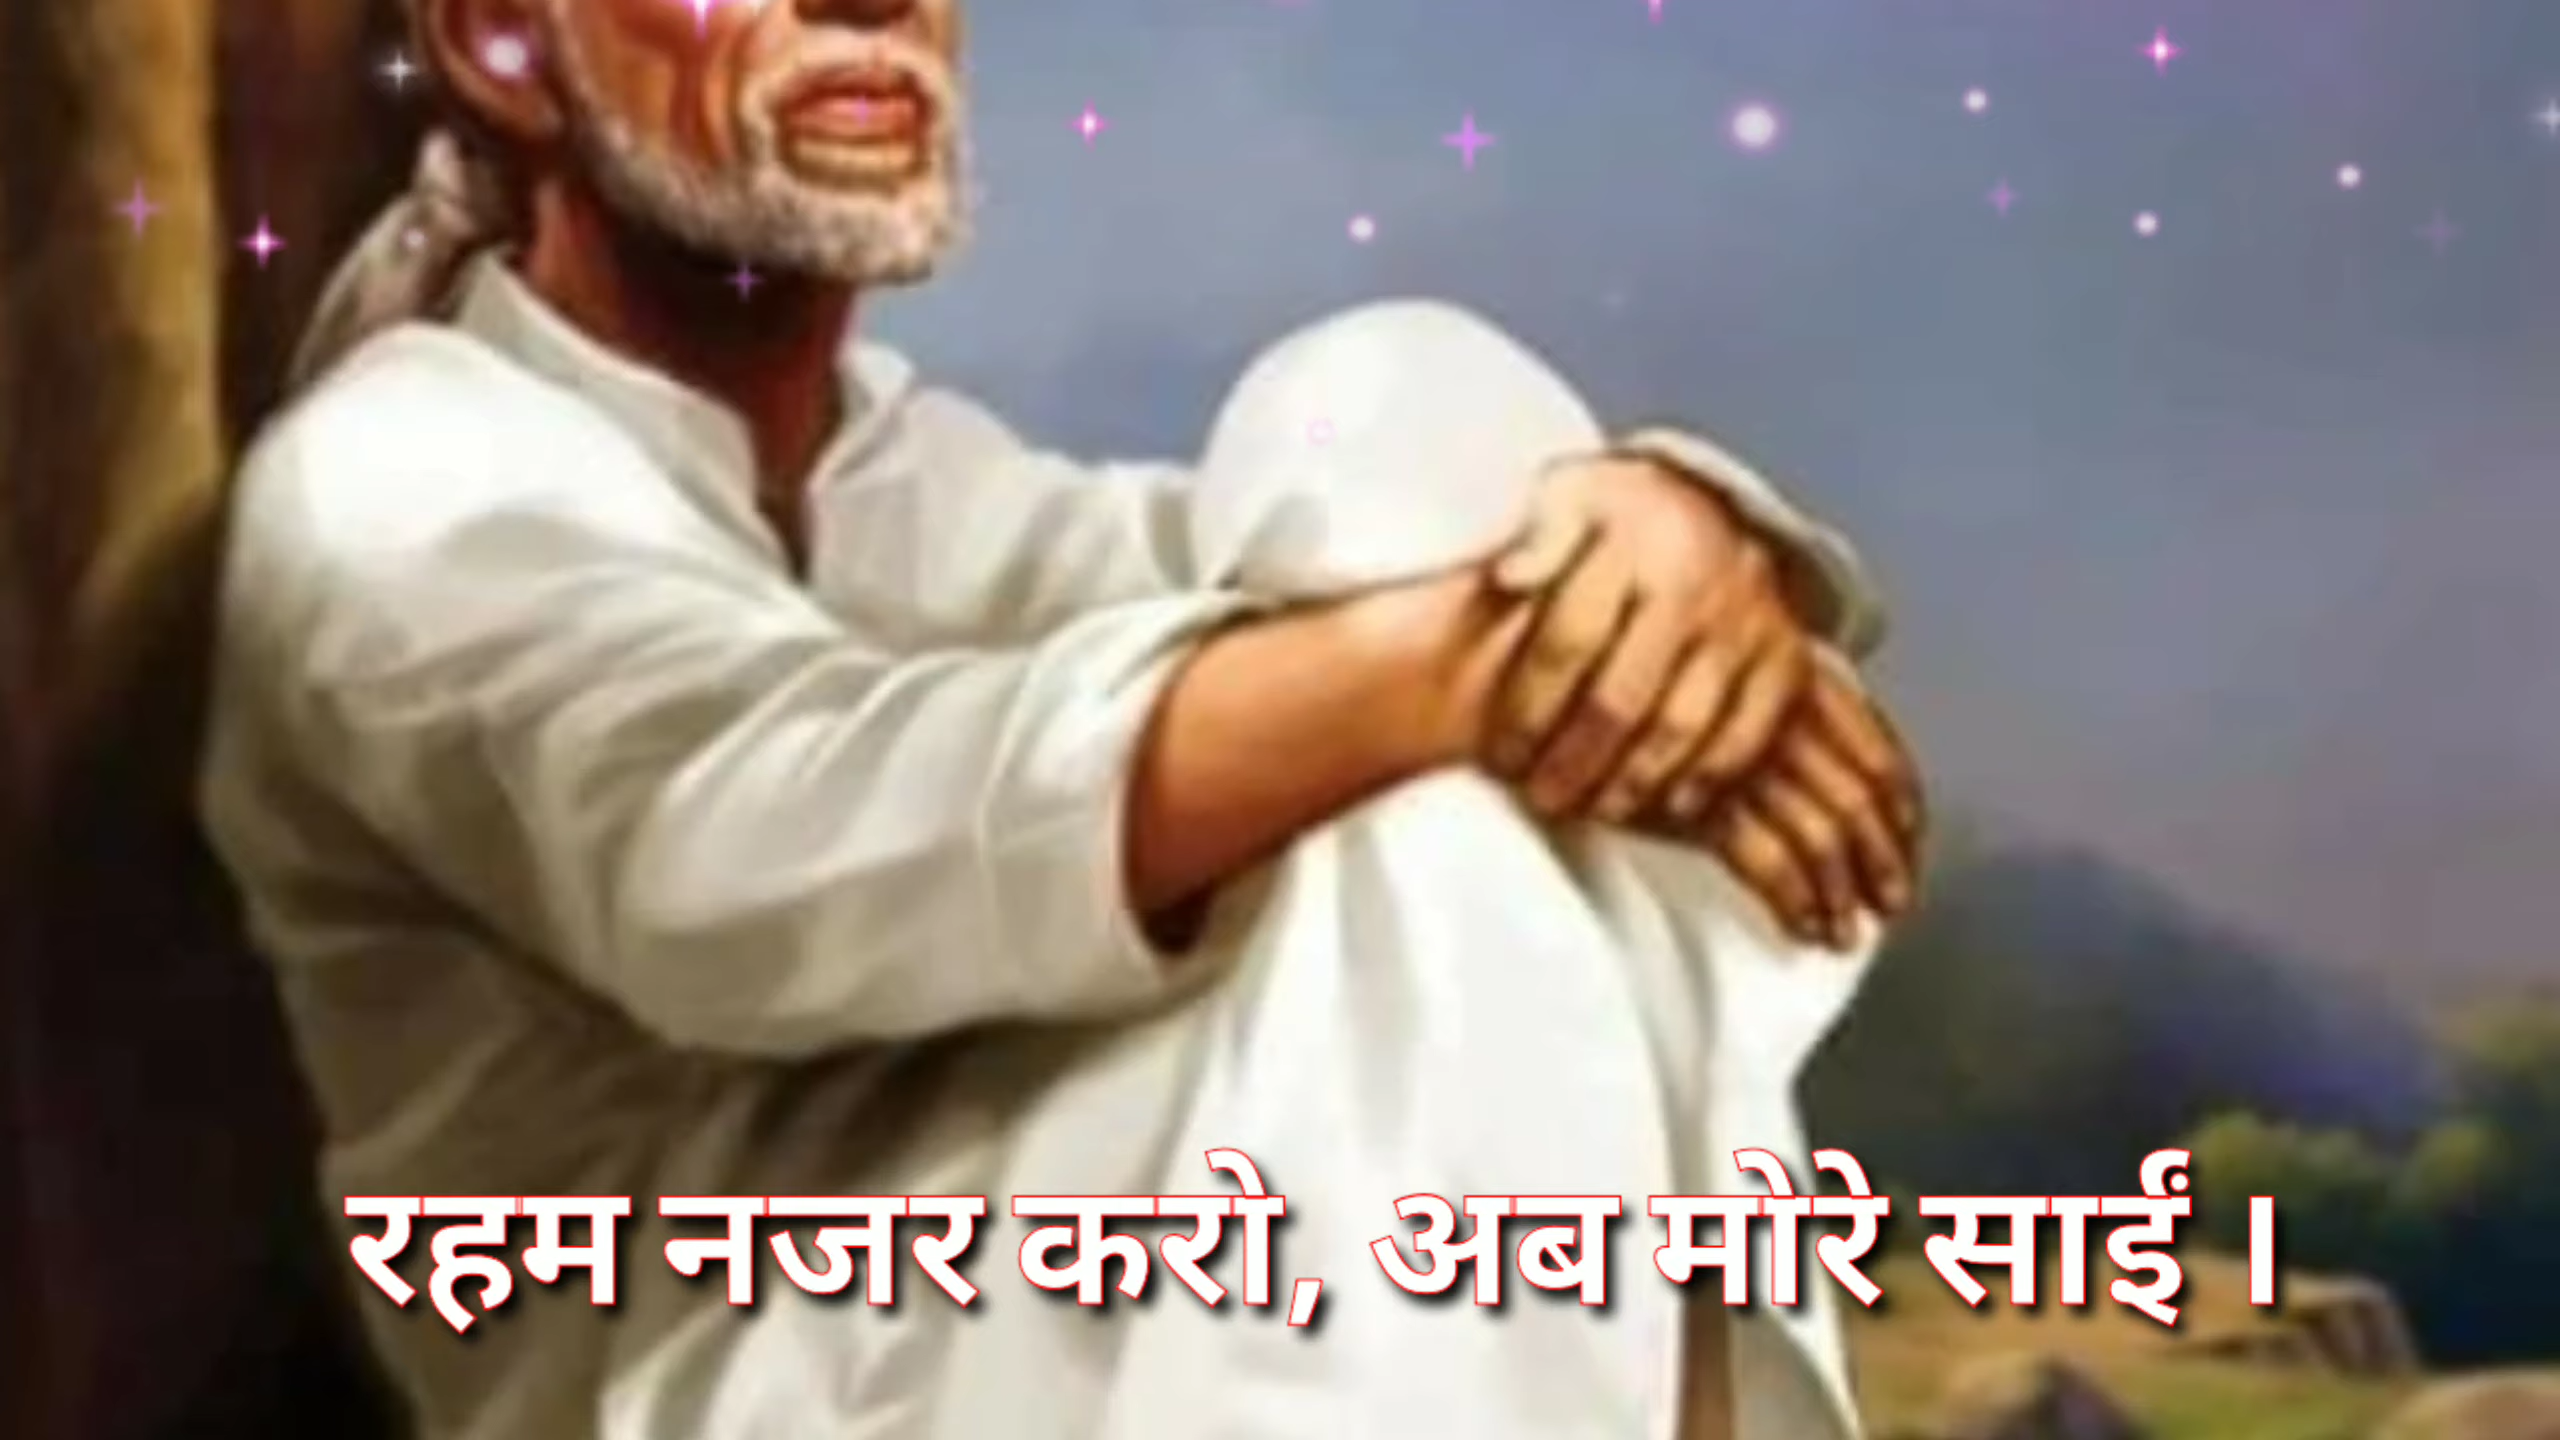 रहम नजर करो, अब मोरे साईं ।